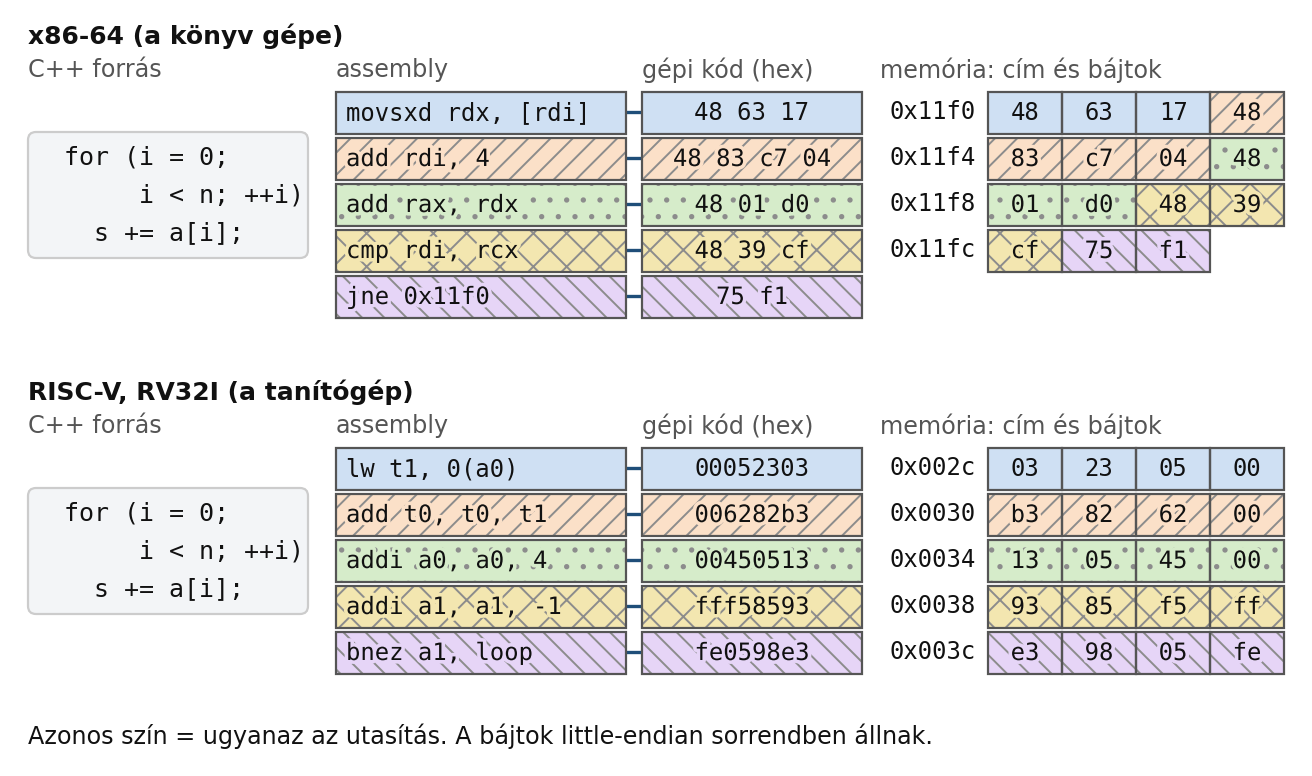 x86-64 (a könyv gépe)
C++ forrás assembly gépi kód (hex) memória: cím és bájtok
for (i = 0;
i < n; ++i)
s += a[i];
movsxd rdx, [rdi] 48 63 17 0x11f0 48 63 17 48
add rdi, 4 48 83 c7 04 0x11f4 83 c7 04 48
add rax, rdx 48 01 d0 0x11f8 01 d0 48 39
cmp rdi, rcx 48 39 cf 0x11fc cf 75 f1
jne 0x11f0 75 f1
RISC-V, RV32I (a tanítógép)
C++ forrás assembly gépi kód (hex) memória: cím és bájtok
for (i = 0;
i < n; ++i)
s += a[i];
lw t1, 0(a0) 00052303 0x002c 03 23 05 00
add t0, t0, t1 006282b3 0x0030 b3 82 62 00
addi a0, a0, 4 00450513 0x0034 13 05 45 00
addi a1, a1, -1 fff58593 0x0038 93 85 f5 ff
bnez a1, loop fe0598e3 0x003c e3 98 05 fe
Azonos szín = ugyanaz az utasítás. A bájtok little-endian sorrendben állnak.